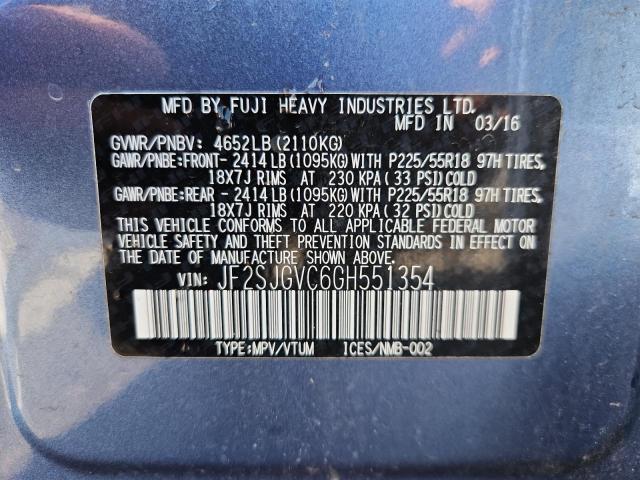 MFD BY FUJI HEAVY INDUSTRIES LTD.
MFD IN 03/16
GVWR/PNBV: 4652LB (2110KG)
GAWR/PNBE:FRONT- 2414LB (1095KG) WITH P225/55R18 97H TIRES,
18X7J RIMS AT 230 KPA (33 PSI) COLD
GAWR/PNBE:REAR - 2414LB (1095KG) WITH P225/55R18 97H TIRES,
18X7J RIMS AT 220 KPA (32 PSI) COLD
THIS VEHICLE CONFORMS TO ALL APPLICABLE FEDERAL MOTOR
VEHICLE SAFETY AND THEFT PREVENTION STANDARDS IN EFFECT ON
THE DATE OF MANUFACTURE SHOWN ABOVE.
VIN: JF2SJGVC6GH551354
TYPE:MPV/VTUM ICES/NMB-002